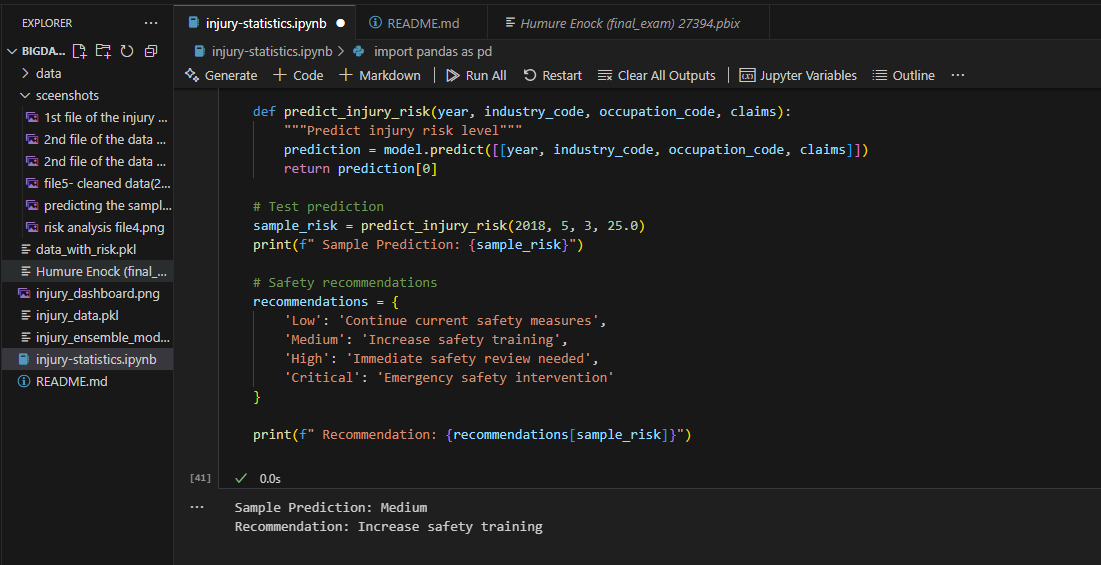 EXPLORER
···
BIGDA...
data
sceenshots
1st file of the injury ...
2nd file of the data ...
2nd file of the data ...
file5- cleaned data(2...
predicting the sampl...
risk analysis file4.png
data_with_risk.pkl
Humure Enock (final_...
injury_dashboard.png
injury_data.pkl
injury_ensemble_mod...
injury-statistics.ipynb
README.md
injury-statistics.ipynb
README.md
Humure Enock (final_exam) 27394.pbix
injury-statistics.ipynb > import pandas as pd
Generate + Code + Markdown | Run All Restart Clear All Outputs | Jupyter Variables Outline ···
def predict_injury_risk(year, industry_code, occupation_code, claims):
    """Predict injury risk level"""
    prediction = model.predict([[year, industry_code, occupation_code, claims]])
    return prediction[0]
# Test prediction
sample_risk = predict_injury_risk(2018, 5, 3, 25.0)
print(f" Sample Prediction: {sample_risk}")
# Safety recommendations
recommendations = {
    'Low': 'Continue current safety measures',
    'Medium': 'Increase safety training',
    'High': 'Immediate safety review needed',
    'Critical': 'Emergency safety intervention'
}
print(f" Recommendation: {recommendations[sample_risk]}")
[41]
0.0s
···
Sample Prediction: Medium
Recommendation: Increase safety training